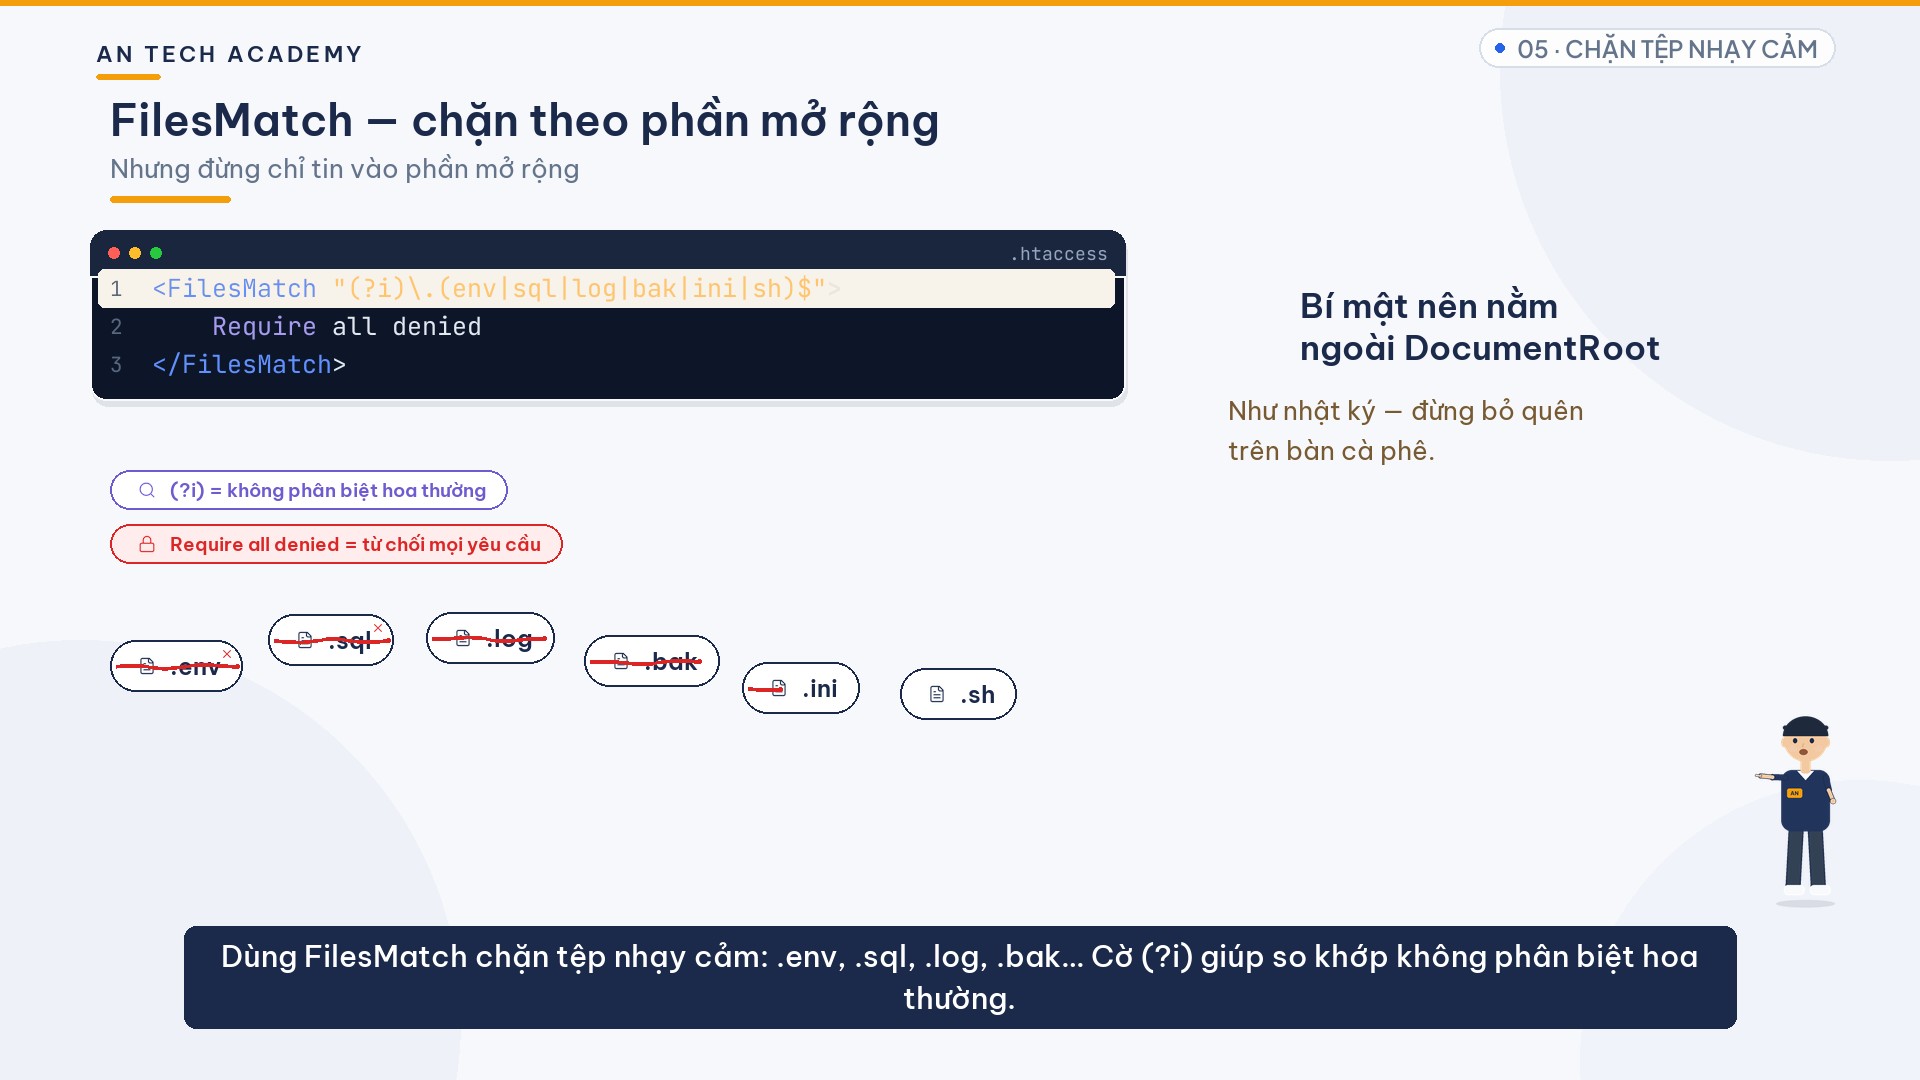 AN TECH ACADEMY
05 · CHẶN TỆP NHẠY CẢM
FilesMatch — chặn theo phần mở rộng
Nhưng đừng chỉ tin vào phần mở rộng
.htaccess
1 <FilesMatch "(?i)\.(env|sql|log|bak|ini|sh)$">
2 Require all denied
3 </FilesMatch>
Bí mật nên nằm
ngoài DocumentRoot
Như nhật ký — đừng bỏ quên
trên bàn cà phê.
(?i) = không phân biệt hoa thường
Require all denied = từ chối mọi yêu cầu
.env
.sql
.log
.bak
.ini
.sh
AN
Dùng FilesMatch chặn tệp nhạy cảm: .env, .sql, .log, .bak... Cờ (?i) giúp so khớp không phân biệt hoa
thường.